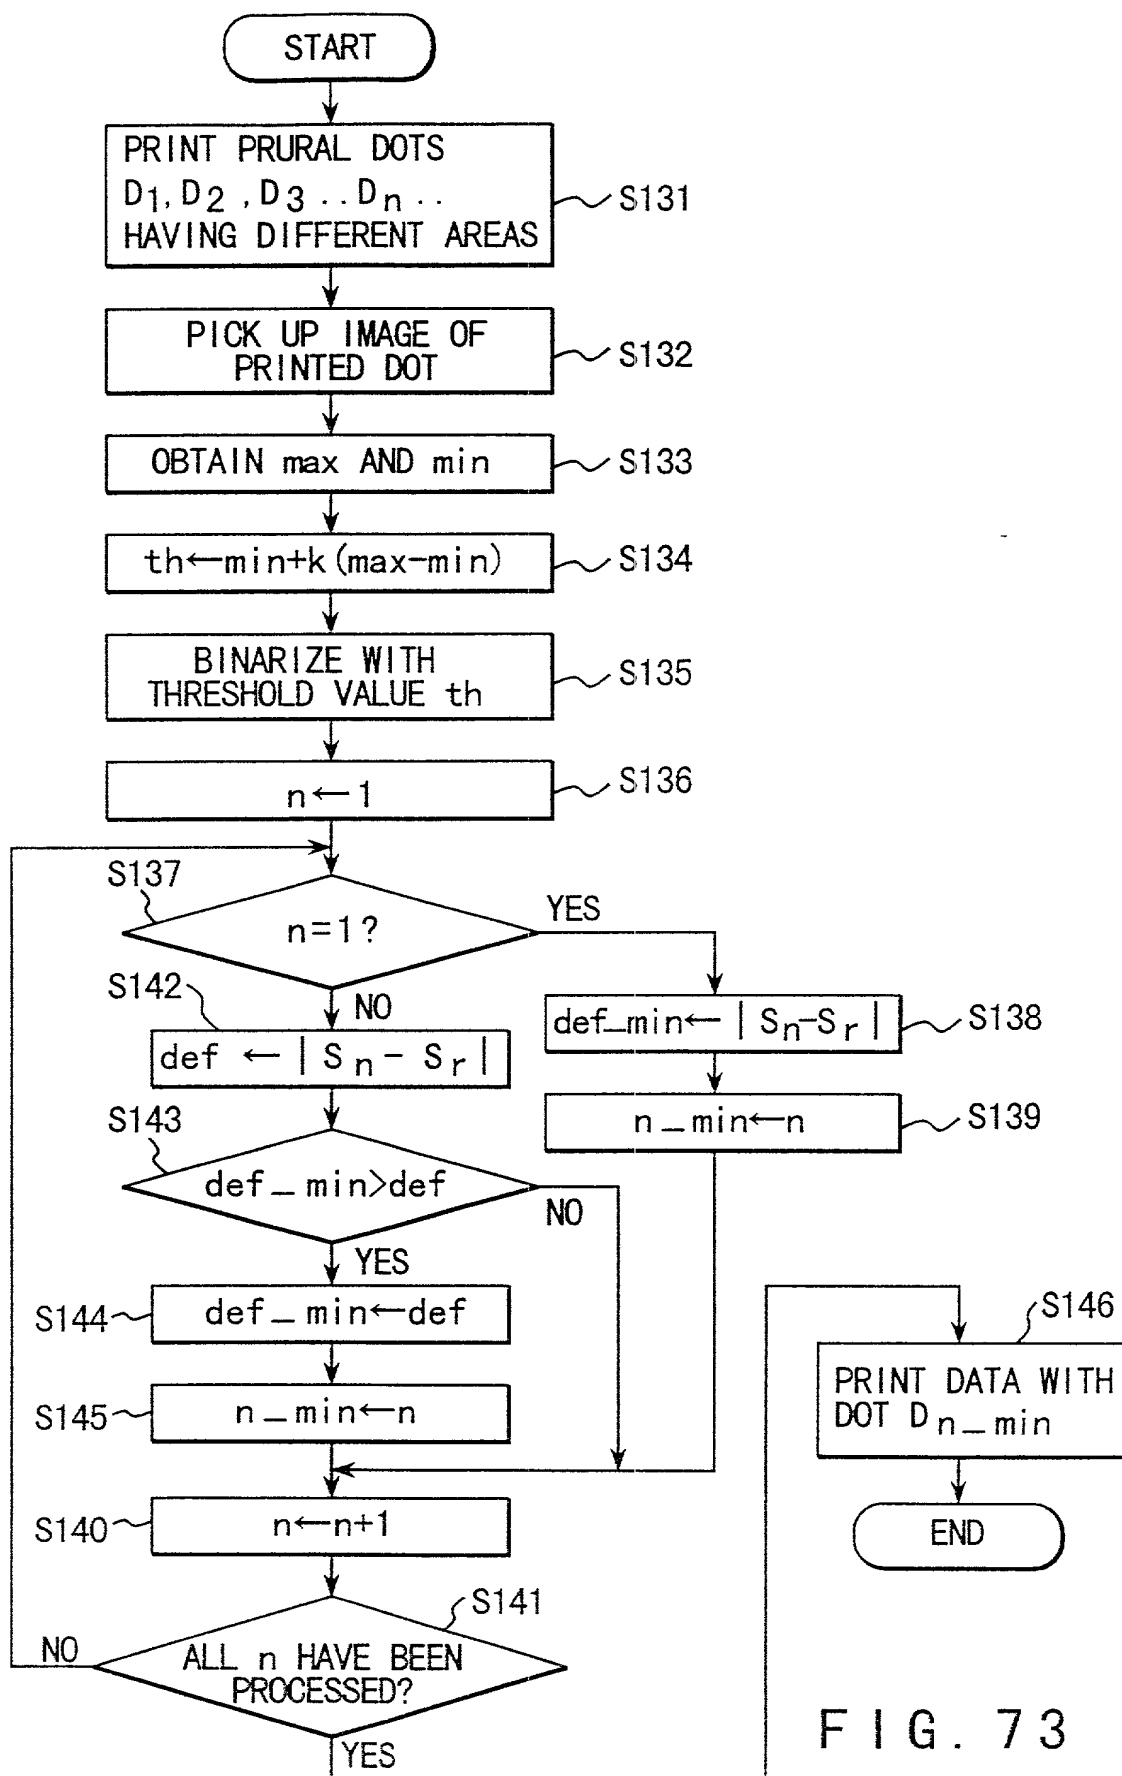 START
PRINT PRURAL DOTS
D1, D2 , D3 . . Dn . .
HAVING DIFFERENT AREAS
S131
PICK UP IMAGE OF
PRINTED DOT
S132
OBTAIN max AND min
S133
th←min+k(max-min)
S134
BINARIZE WITH
THRESHOLD VALUE th
S135
n←1
S136
S137
n=1?
YES
NO
S142
def ← | Sn - Sr |
def_min← | Sn-Sr |
S138
n_min←n
S139
S143
def_min>def
NO
YES
S144
def_min←def
S145
n_min←n
S140
n←n+1
S141
ALL n HAVE BEEN
PROCESSED?
NO
YES
S146
PRINT DATA WITH
DOT Dn_min
END
FIG. 73